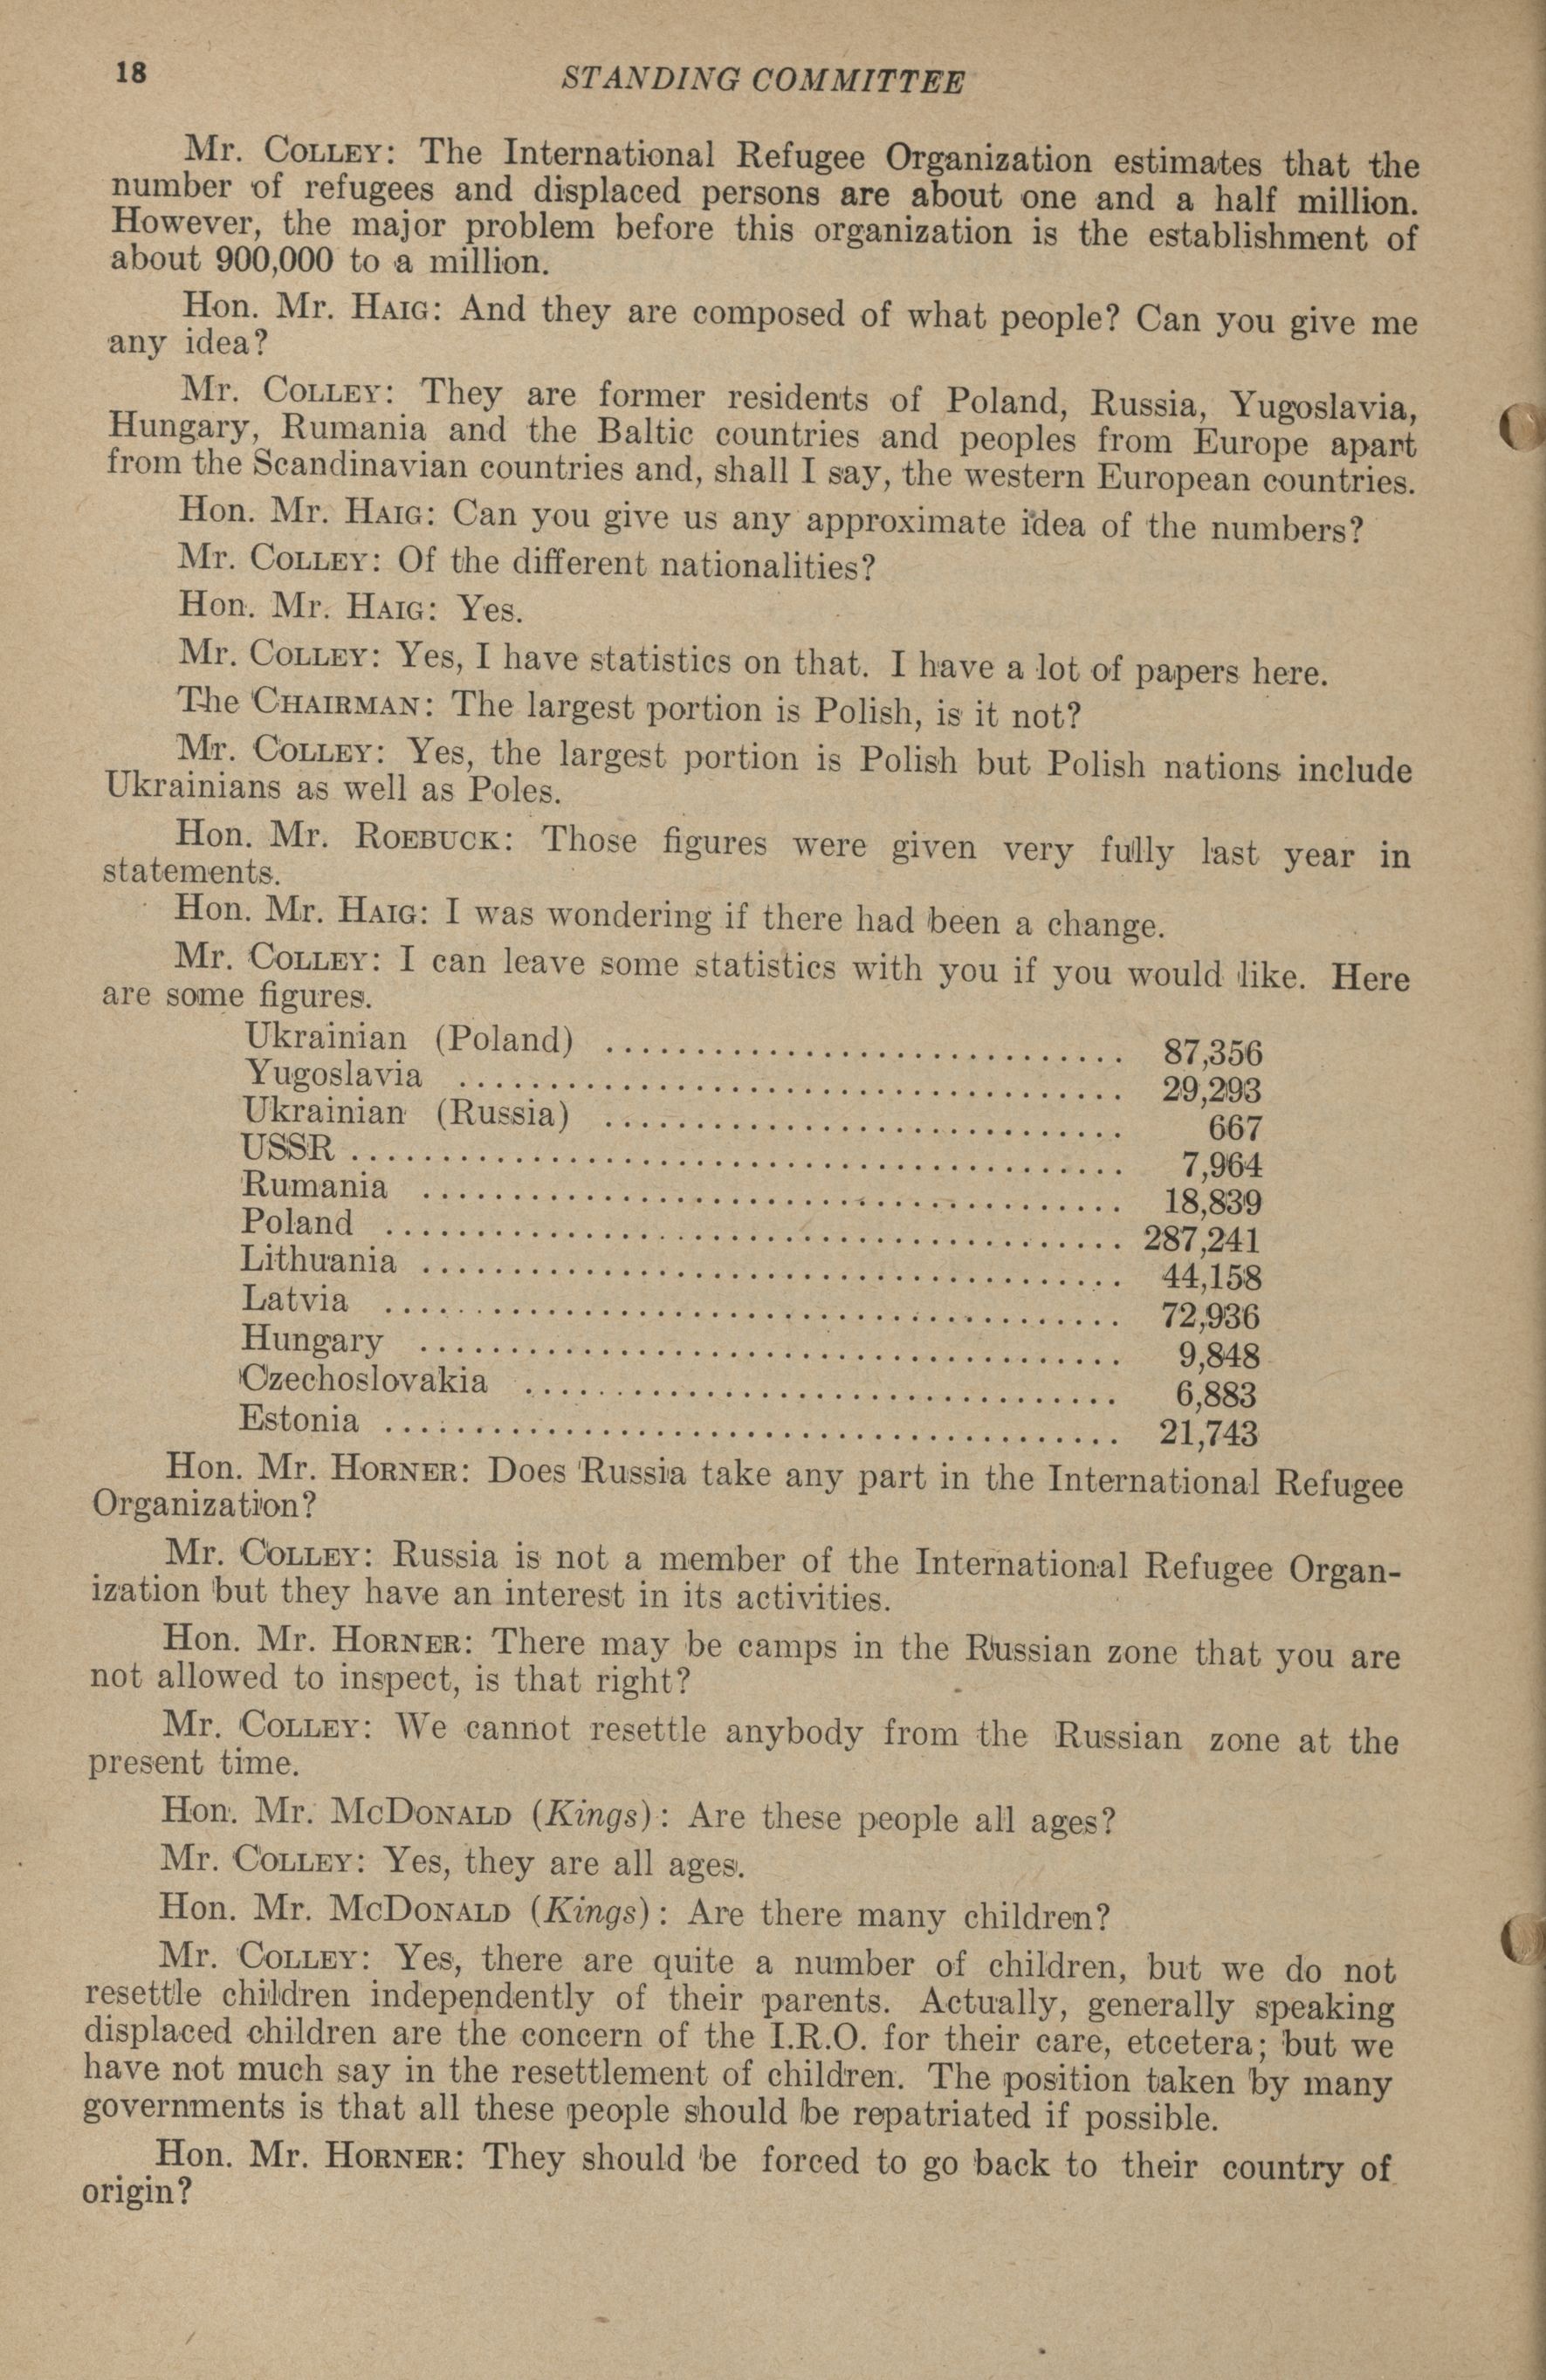 18
STANDING COMMITTEE
Mr. COLLEY: The International Refugee Organization estimates that the
number of refugees and displaced persons are about one and a half million.
However, the major problem before this organization is the establishment of
about 900,000 to a million.
Hon. Mr. HAIG: And they are composed of what people? Can you give me
any idea?
Mr. COLLEY: They are former residents of Poland, Russia, Yugoslavia,
Hungary, Rumania and the Baltic countries and peoples from Europe apart
from the Scandinavian countries and, shall I say, the western European countries.
Hon. Mr. HAIG: Can you give us any approximate idea of the numbers?
Mr. COLLEY: Of the different nationalities?
Hon. Mr. HAIG: Yes.
Mr. COLLEY: Yes, I have statistics on that. I have a lot of papers here.
The CHAIRMAN: The largest portion is Polish, is it not?
Mr. COLLEY: Yes, the largest portion is Polish but Polish nations include
Ukrainians as well as Poles.
Hon. Mr. ROEBUCK: Those figures were given very fully last year in
statements.
Hon. Mr. HAIG: I was wondering if there had been a change.
Mr. COLLEY: I can leave some statistics with you if you would like. Here
are some figures.
Ukrainian (Poland) ............................. 87,356
Yugoslavia ..................................... 29,293
Ukrainian (Russia) ............................. 667
USSR ........................................... 7,964
Rumania ....................................... 18,839
Poland ......................................... 287,241
Lithuania ....................................... 44,158
Latvia ......................................... 72,936
Hungary ....................................... 9,848
Czechoslovakia ................................. 6,883
Estonia ......................................... 21,743
Hon. Mr. HORNER: Does Russia take any part in the International Refugee
Organization?
Mr. COLLEY: Russia is not a member of the International Refugee Organ-
ization but they have an interest in its activities.
Hon. Mr. HORNER: There may be camps in the Russian zone that you are
not allowed to inspect, is that right?
Mr. COLLEY: We cannot resettle anybody from the Russian zone at the
present time.
Hon. Mr. MCDONALD (Kings): Are these people all ages?
Mr. COLLEY: Yes, they are all ages.
Hon. Mr. MCDONALD (Kings): Are there many children?
Mr. COLLEY: Yes, there are quite a number of children, but we do not
resettle children independently of their parents. Actually, generally speaking
displaced children are the concern of the I.R.O. for their care, etcetera; but we
have not much say in the resettlement of children. The position taken by many
governments is that all these people should be repatriated if possible.
Hon. Mr. HORNER: They should be forced to go back to their country of
origin?